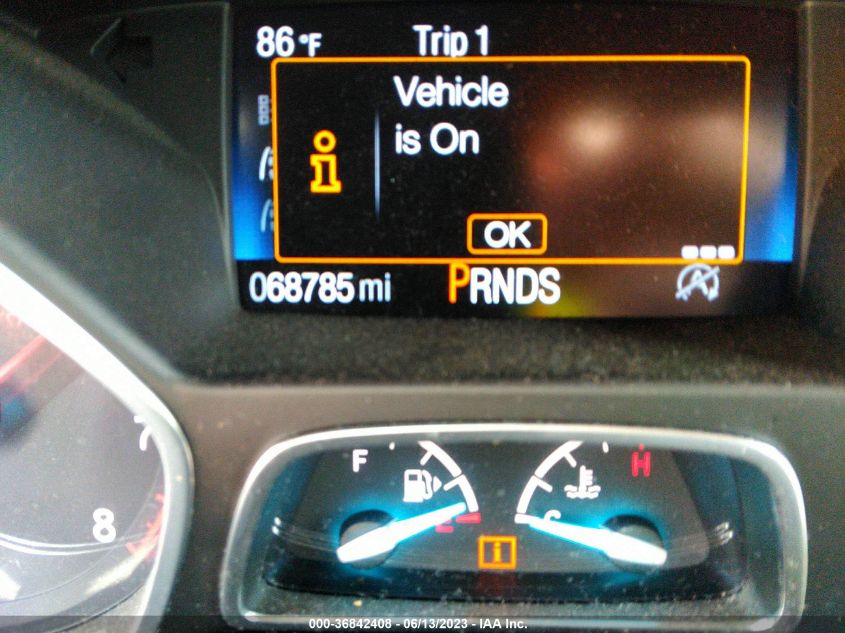 86°F Trip 1
Vehicle
is On
i
OK
068785 mi PRNDS A
F H
7
8 E C
i
000-36842408 - 06/13/2023 - IAA Inc.